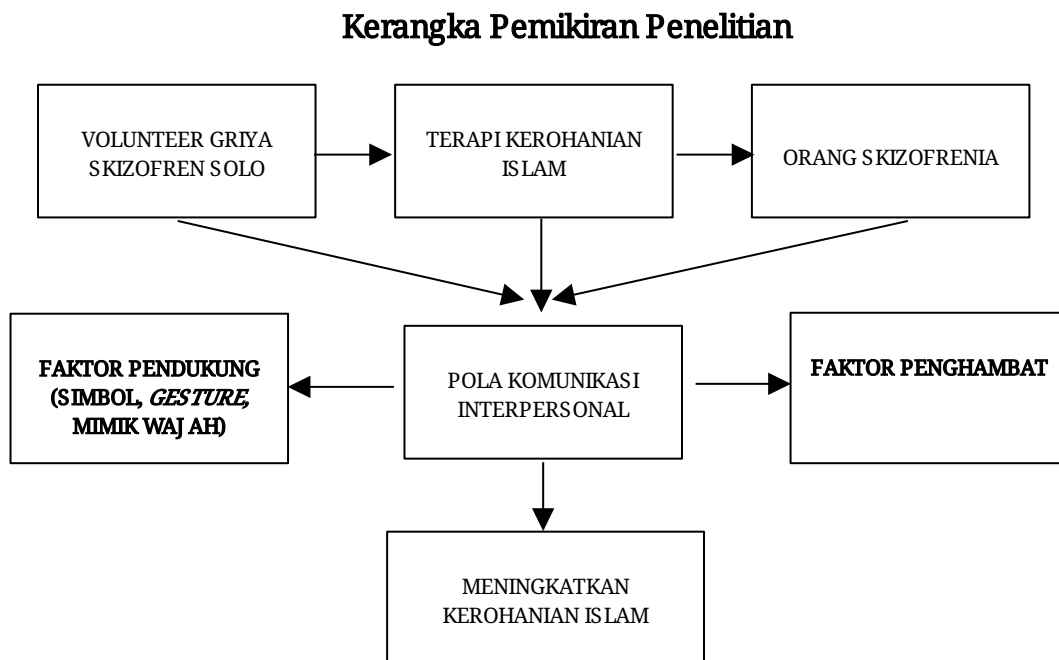 Kerangka Pemikiran Penelitian
VOLUNTEER GRIYA
SKIZOFREN SOLO
TERAPI KEROHANIAN
ISLAM
ORANG SKIZOFRENIA
FAKTOR PENDUKUNG
(SIMBOL, GESTURE,
MIMIK WAJAH)
POLA KOMUNIKASI
INTERPERSONAL
FAKTOR PENGHAMBAT
MENINGKATKAN
KEROHANIAN ISLAM